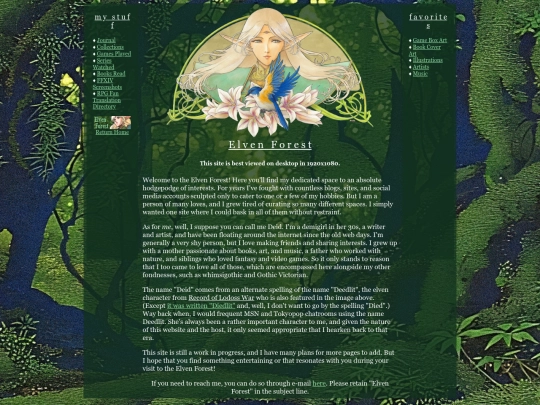 my stuf
f
♦ Journal
♦ Collections
♦ Games Played
♦ Series
Watched
♦ Books Read
♦ FFXIV
Screenshots
♦ RPG Fan
Translation
Directory
Elven
Forest
Return Home
Elven Forest
This site is best viewed on desktop in 1920x1080.
Welcome to the Elven Forest! Here you'll find my dedicated space to an absolute
hodgepodge of interests. For years I've fought with countless blogs, sites, and social
media accounts sculpted only to cater to one or a few of my hobbies. But I am a
person of many loves, and I grew tired of curating so many different spaces. I simply
wanted one site where I could bask in all of them without restraint.
As for me, well, I suppose you can call me Deid. I'm a demigirl in her 30s, a writer
and artist, and have been floating around the internet since the old web days. I'm
generally a very shy person, but I love making friends and sharing interests. I grew up
with a mother passionate about books, art, and music, a father who worked with
nature, and siblings who loved fantasy and video games. So it only stands to reason
that I too came to love all of those, which are encompassed here alongside my other
fondnesses, such as whimsigothic and Gothic Victorian.
The name "Deid" comes from an alternate spelling of the name "Deedlit", the elven
character from Record of Lodoss War who is also featured in the image above.
(Except it was written "Diedlit" and, well, I don't want to go by the spelling "Died".)
Way back when, I would frequent MSN and Tokyopop chatrooms using the name
Deedlit. She's always been a rather important character to me, and given the nature
of this website and the host, it only seemed appropriate that I hearken back to that
era.
This site is still a work in progress, and I have many plans for more pages to add. But
I hope that you find something entertaining or that resonates with you during your
visit to the Elven Forest!
If you need to reach me, you can do so through e-mail here. Please retain "Elven
Forest" in the subject line.
favorite
s
♦ Game Box Art
♦ Book Cover
Art
♦ Illustrations
♦ Artists
♦ Music